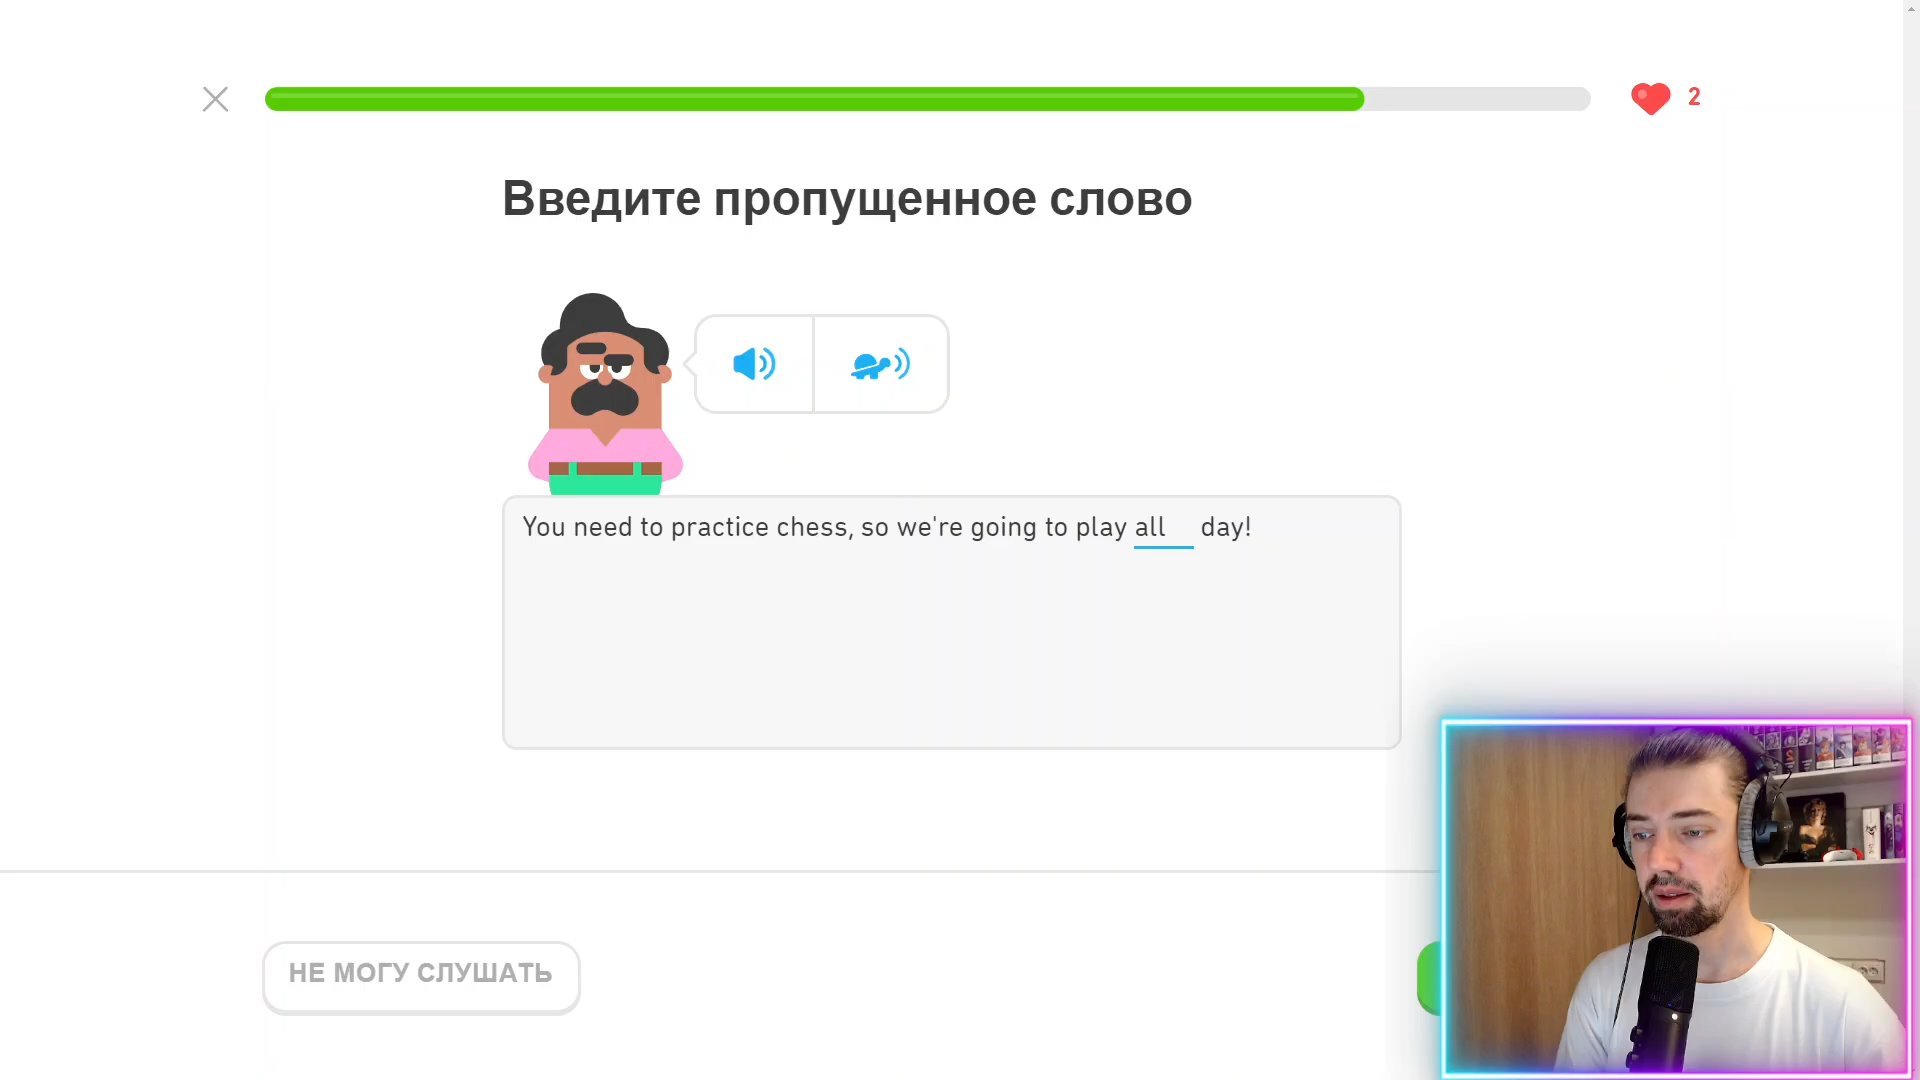 2
Введите пропущенное слово
You need to practice chess, so we're going to play all day!
НЕ МОГУ СЛУШАТЬ